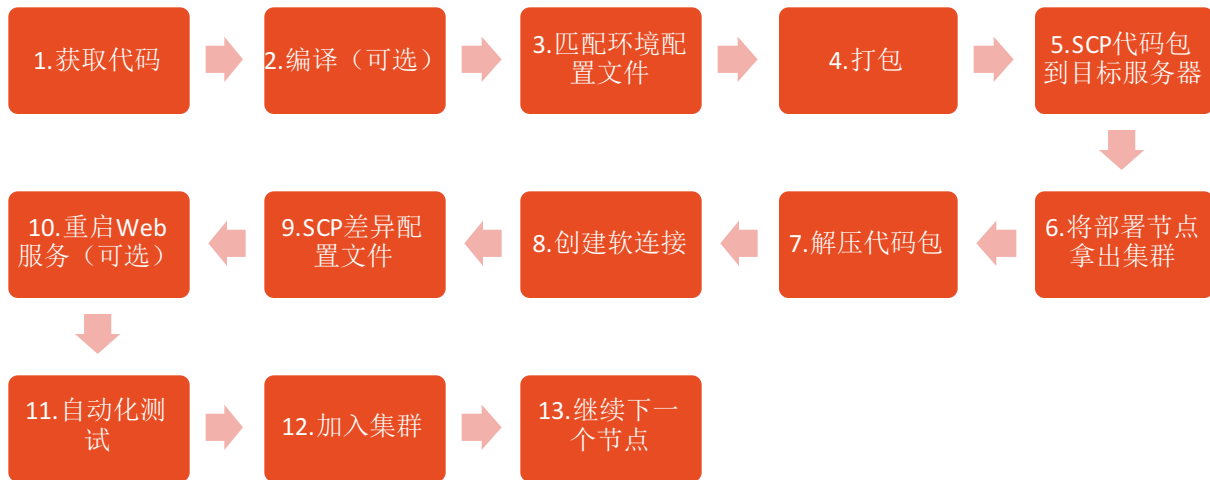 1.获取代码
2.编译（可选）
3.匹配环境配
置文件
4.打包
5.SCP代码包
到目标服务器
6.将部署节点
拿出集群
7.解压代码包
8.创建软连接
9.SCP差异配
置文件
10.重启Web
服务（可选）
11.自动化测
试
12.加入集群
13.继续下一
个节点